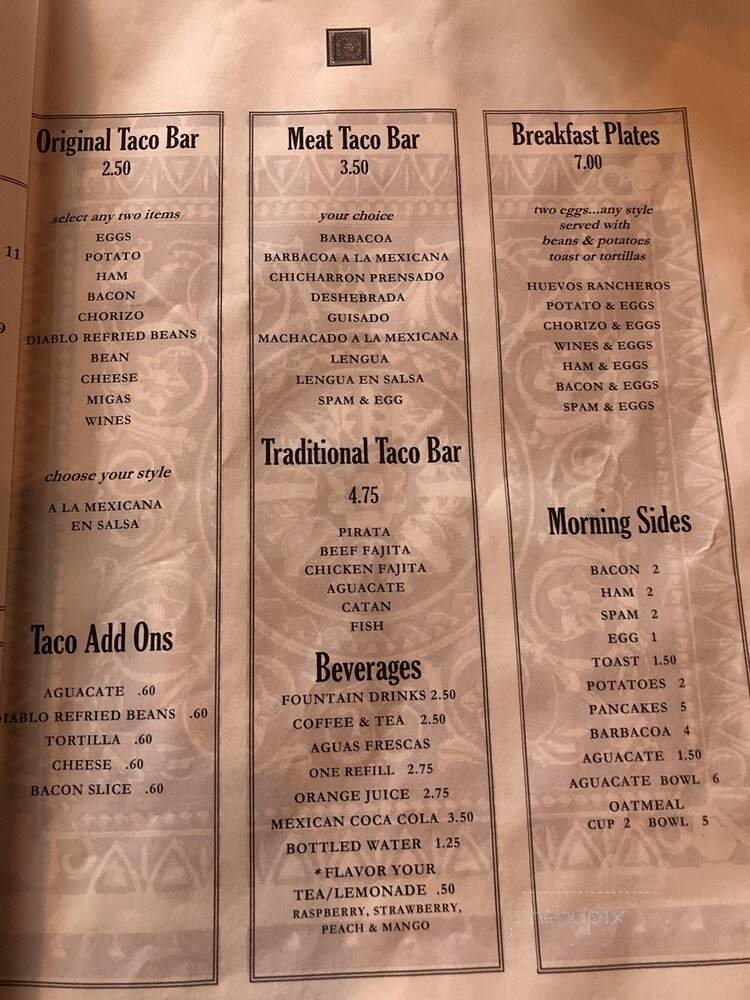 11
9
Original Taco Bar
2.50
select any two items
EGGS
POTATO
HAM
BACON
CHORIZO
DIABLO REFRIED BEANS
BEAN
CHEESE
MIGAS
WINES
choose your style
A LA MEXICANA
EN SALSA
Taco Add Ons
AGUACATE .60
DIABLO REFRIED BEANS .60
TORTILLA .60
CHEESE .60
BACON SLICE .60
Meat Taco Bar
3.50
your choice
BARBACOA
BARBACOA A LA MEXICANA
CHICHARRON PRENSADO
DESHEBRADA
GUISADO
MACHACADO A LA MEXICANA
LENGUA
LENGUA EN SALSA
SPAM & EGG
Traditional Taco Bar
4.75
PIRATA
BEEF FAJITA
CHICKEN FAJITA
AGUACATE
CATAN
FISH
Beverages
FOUNTAIN DRINKS 2.50
COFFEE & TEA 2.50
AGUAS FRESCAS
ONE REFILL 2.75
ORANGE JUICE 2.75
MEXICAN COCA COLA 3.50
BOTTLED WATER 1.25
*FLAVOR YOUR
TEA/LEMONADE .50
RASPBERRY, STRAWBERRY,
PEACH & MANGO
Breakfast Plates
7.00
two eggs...any style
served with
beans & potatoes
toast or tortillas
HUEVOS RANCHEROS
POTATO & EGGS
CHORIZO & EGGS
WINES & EGGS
HAM & EGGS
BACON & EGGS
SPAM & EGGS
Morning Sides
BACON 2
HAM 2
SPAM 2
EGG 1
TOAST 1.50
POTATOES 2
PANCAKES 5
BARBACOA 4
AGUACATE 1.50
AGUACATE BOWL 6
OATMEAL
CUP 2 BOWL 5
menupix